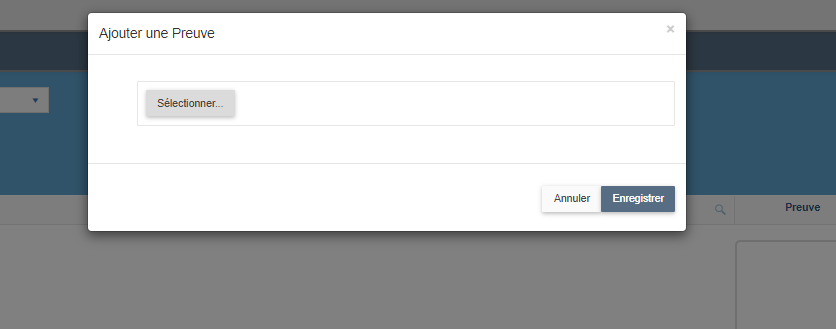 Ajouter une Preuve
×
Sélectionner...
Annuler Enregistrer
Preuve